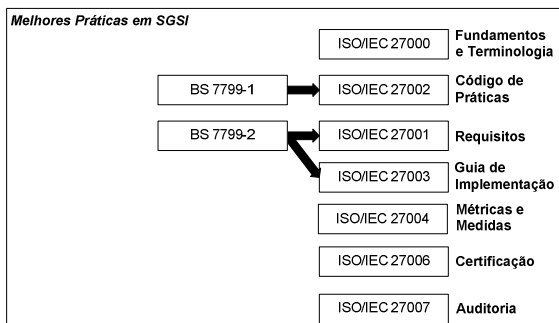 Melhores Práticas em SGSI
ISO/IEC 27000
Fundamentos
e Terminologia
BS 7799-1
ISO/IEC 27002
Código de
Práticas
BS 7799-2
ISO/IEC 27001
Requisitos
ISO/IEC 27003
Guia de
Implementação
ISO/IEC 27004
Métricas e
Medidas
ISO/IEC 27006
Certificação
ISO/IEC 27007
Auditoria